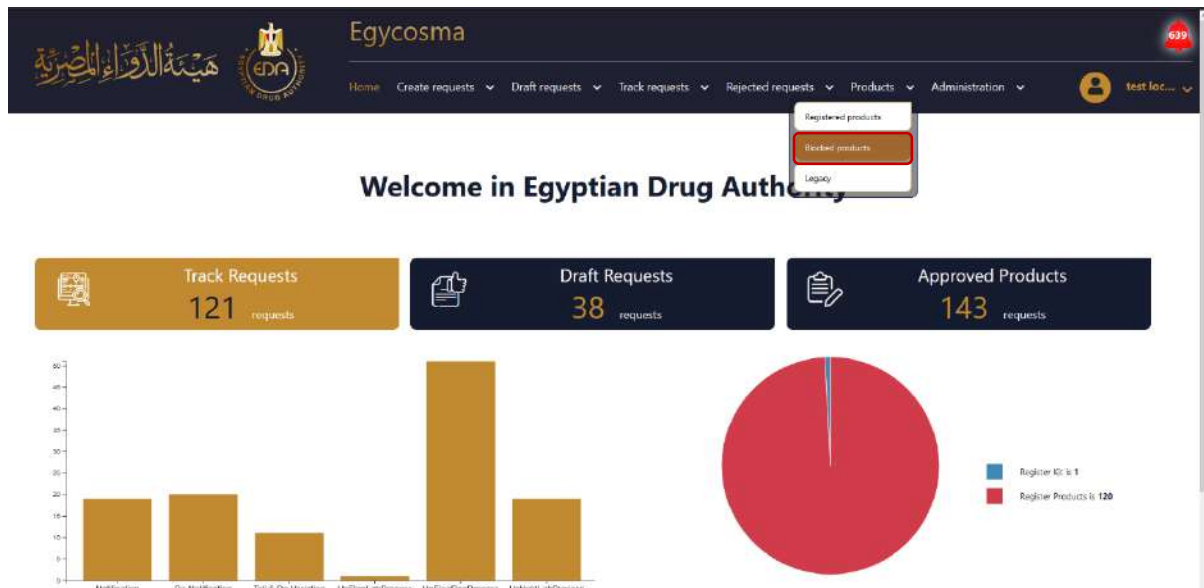 Egycosma
639
هيئة الدواء المصرية
EDA
Home Create requests Draft requests Track requests Rejected requests Products Administration test loc...
Registered products
Blocked products
Legacy
Welcome in Egyptian Drug Authority
Track Requests
121 requests
Draft Requests
38 requests
Approved Products
143 requests
Register Kit is 1
Register Products is 120